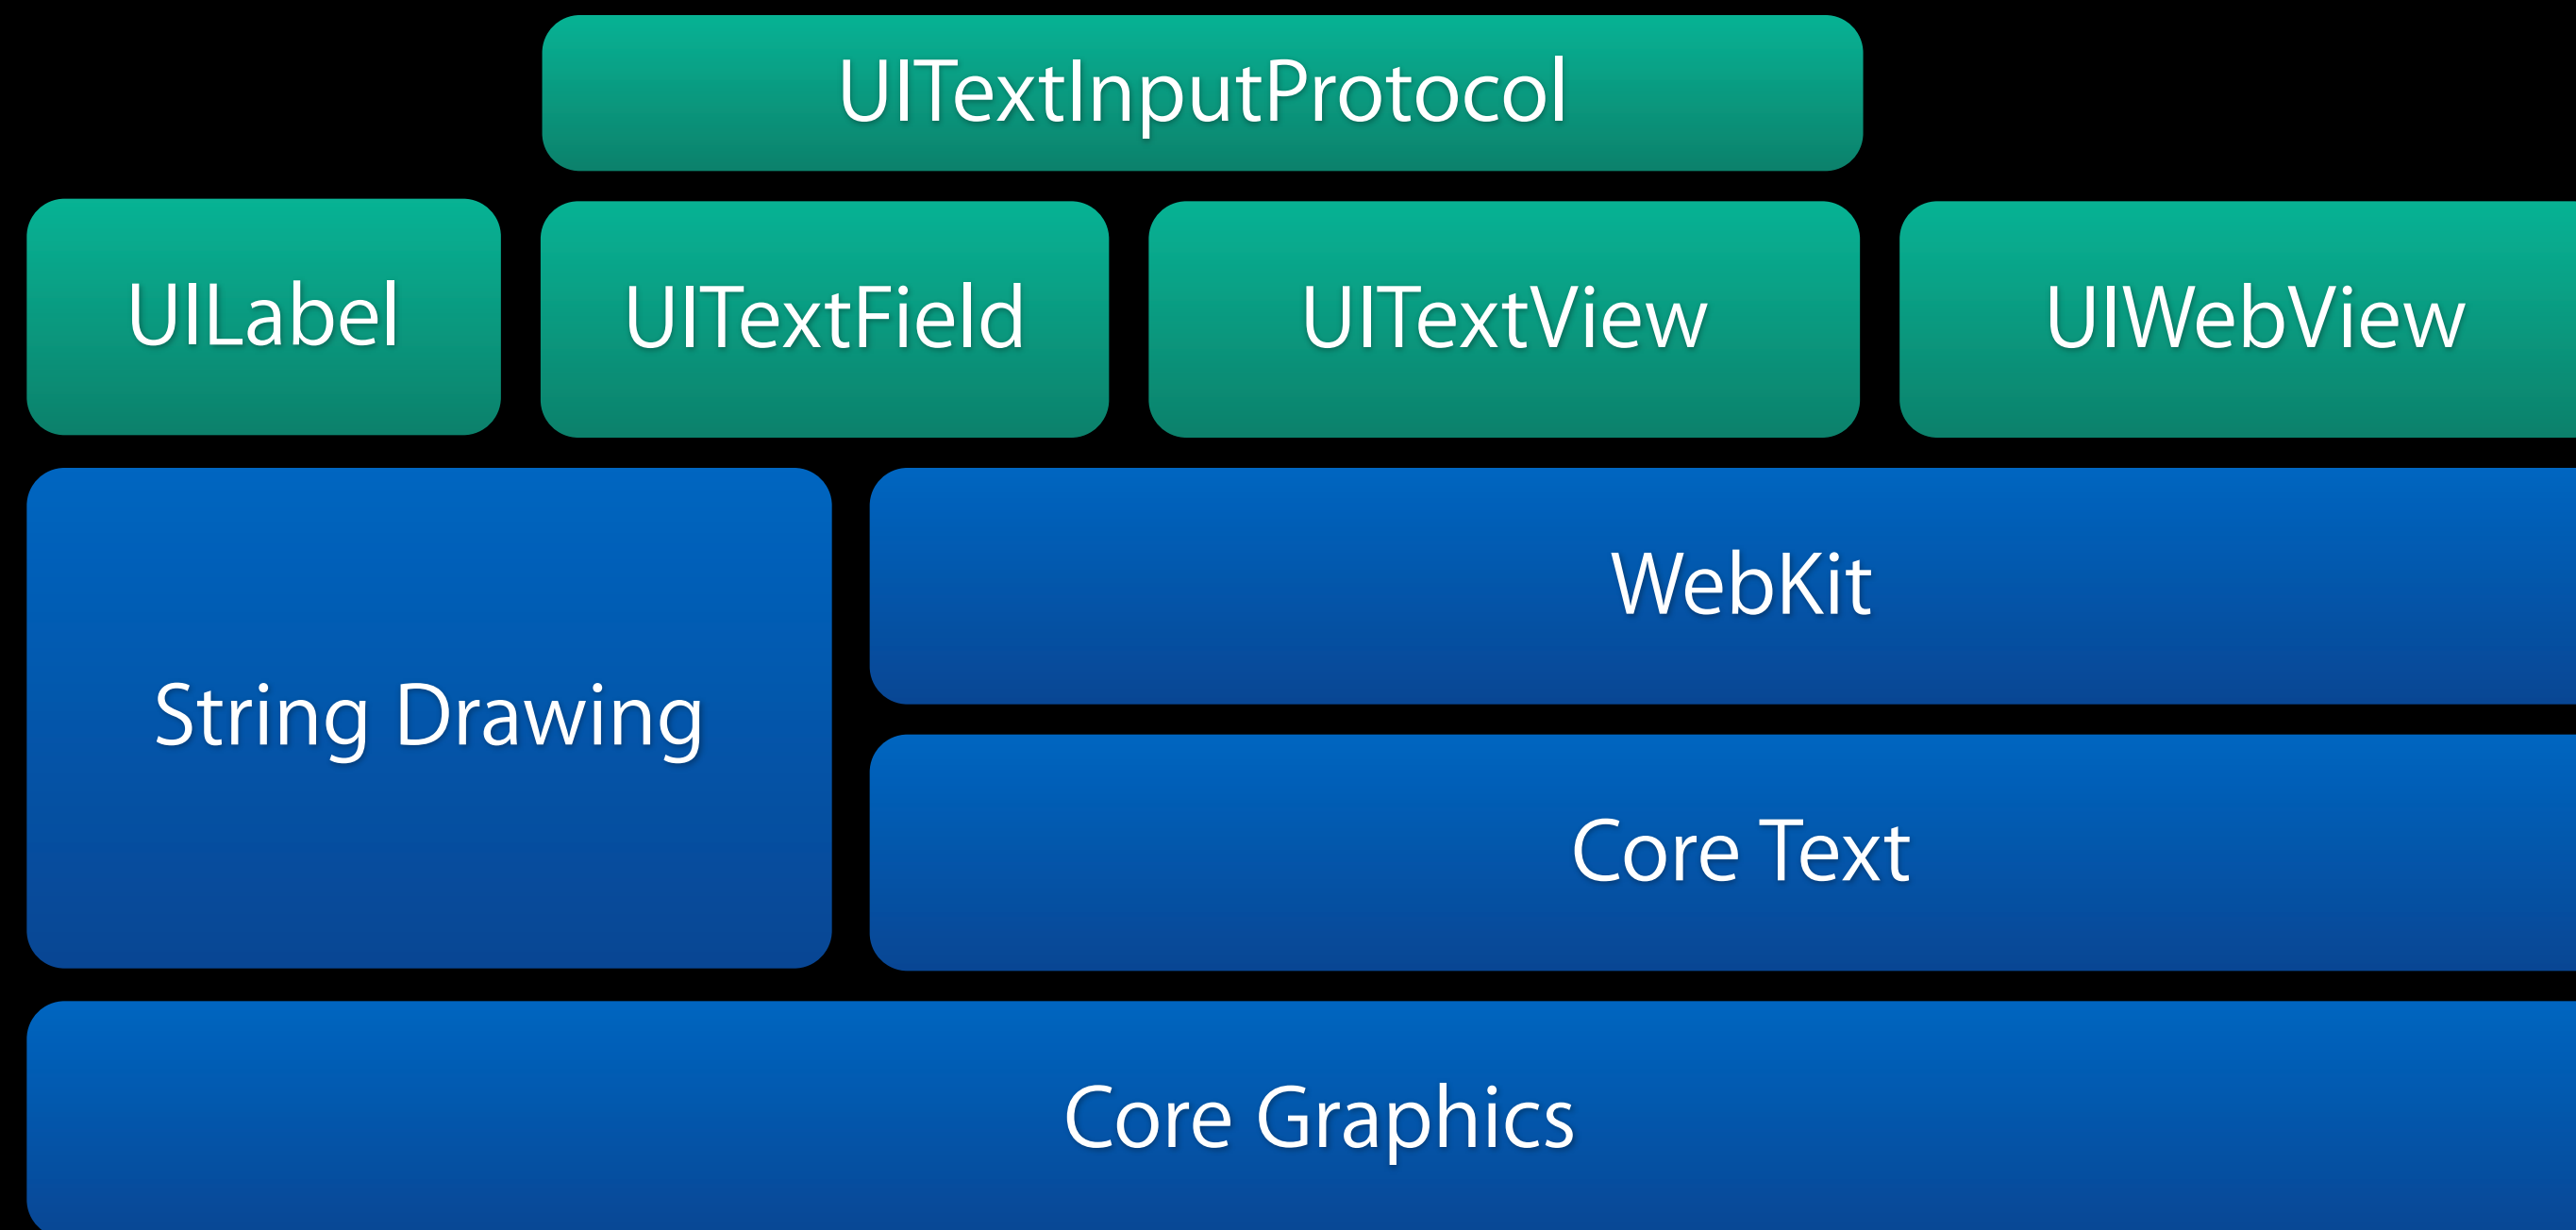 UITextInputProtocol
UILabel
UITextField
UITextView
UIWebView
WebKit
String Drawing
Core Text
Core Graphics